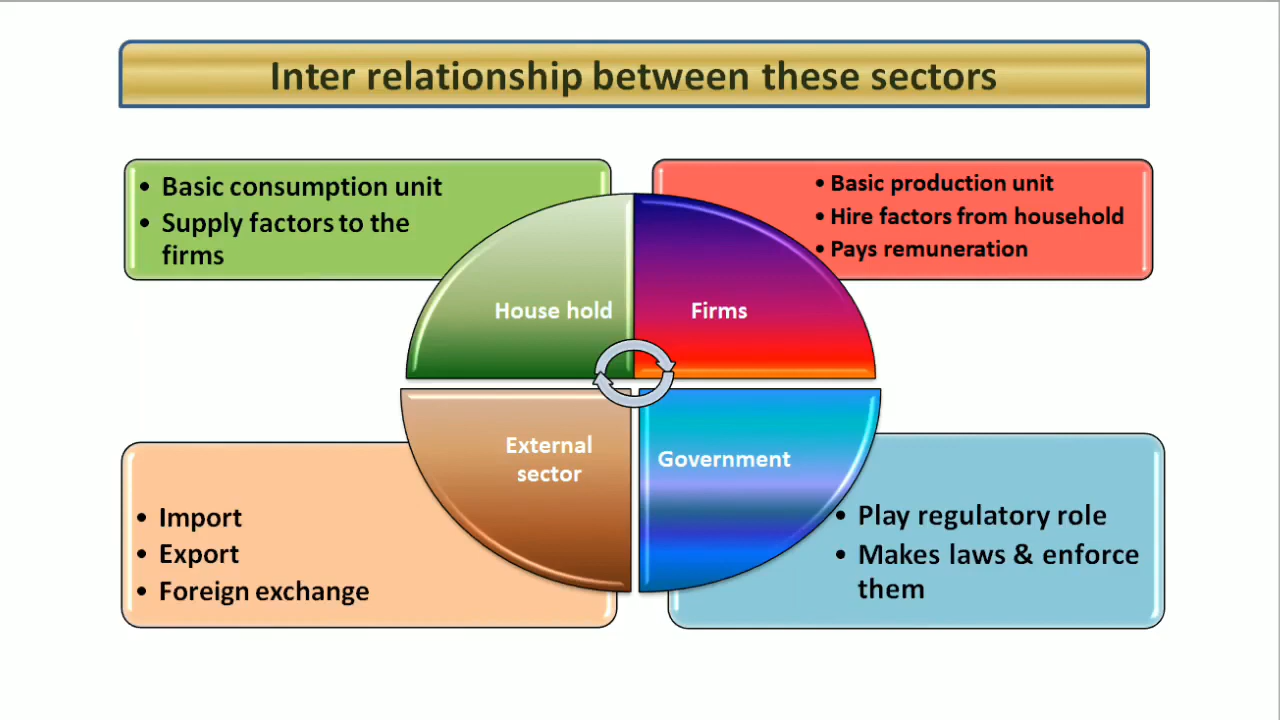 Inter relationship between these sectors
• Basic consumption unit
• Supply factors to the
firms
• Basic production unit
• Hire factors from household
• Pays remuneration
House hold
Firms
External
sector
Government
• Import
• Export
• Foreign exchange
• Play regulatory role
• Makes laws & enforce
them